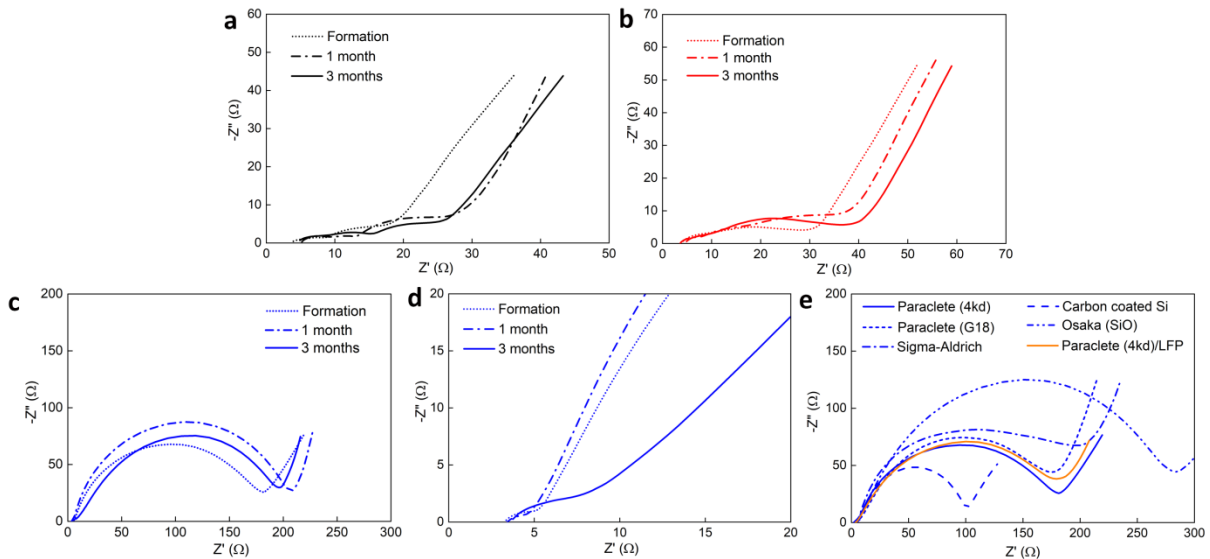 a
Formation
1 month
3 months
-Z'' (Ω)
60
50
40
30
20
10
0
0 10 20 30 40 50
Z' (Ω)
b
Formation
1 month
3 months
-Z'' (Ω)
70
60
50
40
30
20
10
0
0 10 20 30 40 50 60 70
Z' (Ω)
c
Formation
1 month
3 months
-Z'' (Ω)
200
150
100
50
0
0 50 100 150 200 250 300
Z' (Ω)
d
Formation
1 month
3 months
-Z'' (Ω)
20
15
10
5
0
0 5 10 15 20
Z' (Ω)
e
Paraclete (4kd) Carbon coated Si
Paraclete (G18) Osaka (SiO)
Sigma-Aldrich Paraclete (4kd)/LFP
-Z'' (Ω)
200
150
100
50
0
0 50 100 150 200 250 300
Z' (Ω)